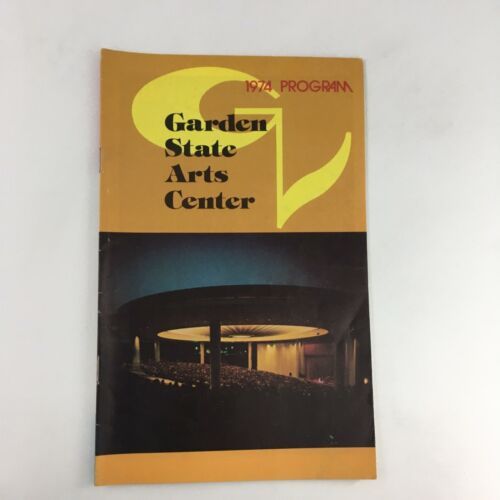 1974 PROGRAM
Garden
State
Arts
Center